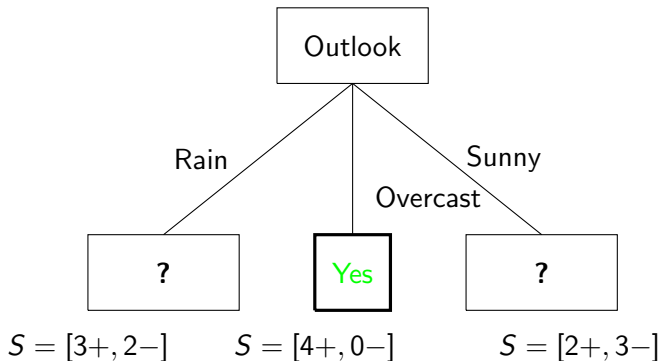 Outlook
Rain
Sunny
Overcast
?
Yes
?
S = [3+, 2−]
S = [4+, 0−]
S = [2+, 3−]